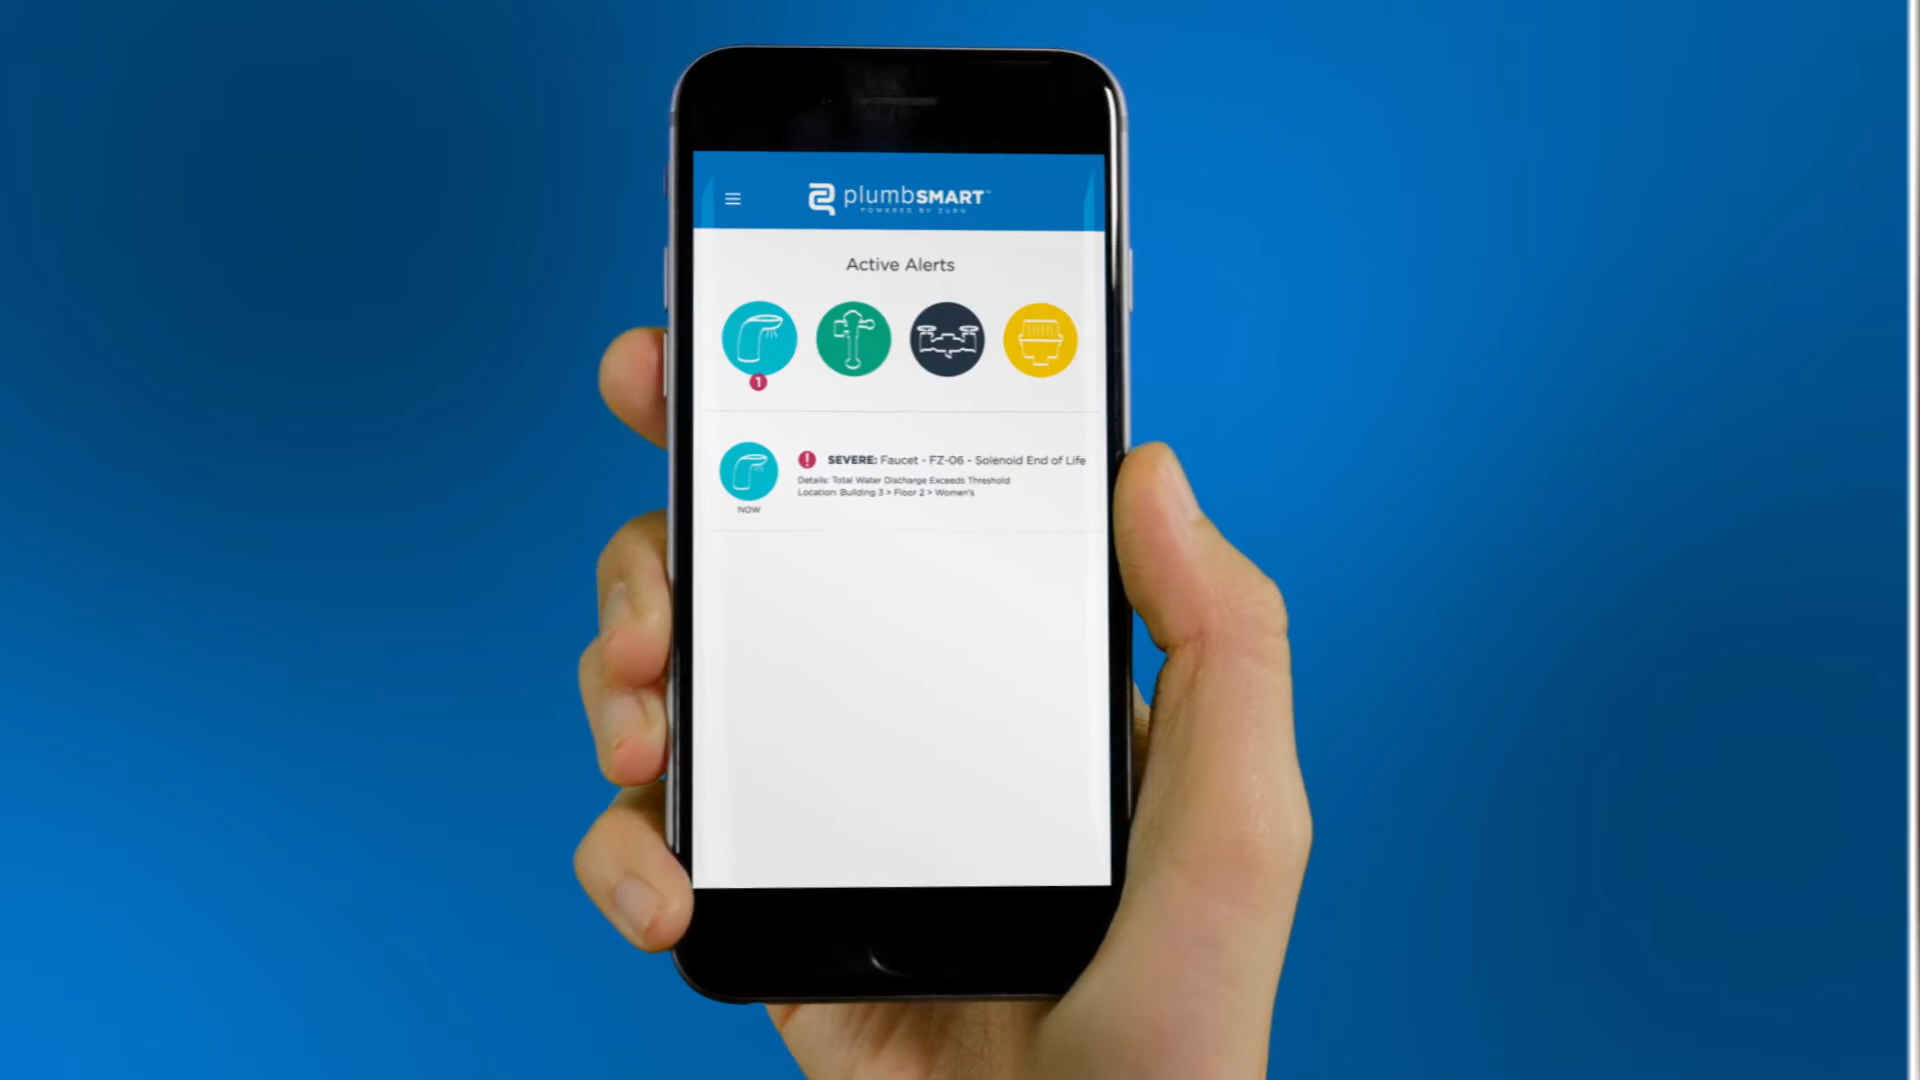 plumbSMART™
POWERED BY ZURN
Active Alerts
1
SEVERE: Faucet - FZ-06 - Solenoid End of Life
Details: Total Water Discharge Exceeds Threshold
Location: Building 3 > Floor 2 > Women's
NOW